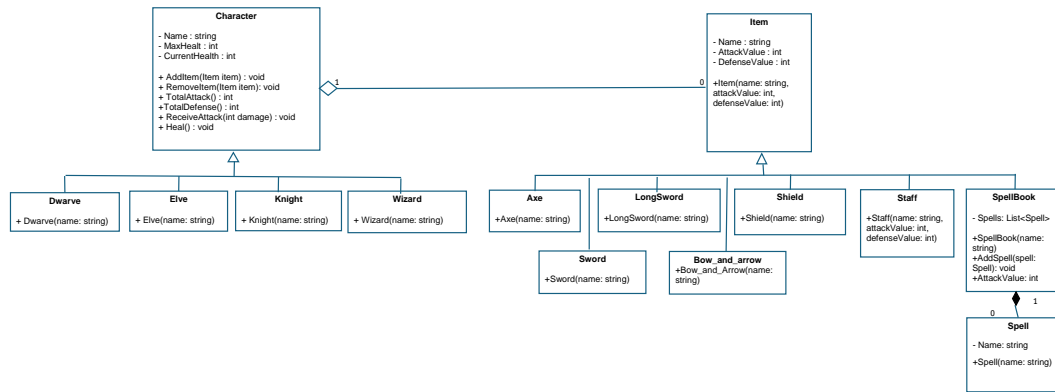 Character
- Name : string
- MaxHealt : int
- CurrentHealth : int
+ AddItem(Item item) : void
+ RemoveItem(Item item): void
+ TotalAttack() : int
+TotalDefense() : int
+ ReceiveAttack(int damage) : void
+ Heal() : void
1
0
Item
- Name : string
- AttackValue : int
- DefenseValue : int
+Item(name: string,
attackValue: int,
defenseValue: int)
Dwarve
+ Dwarve(name: string)
Elve
+ Elve(name: string)
Knight
+ Knight(name: string)
Wizard
+ Wizard(name: string)
Axe
+Axe(name: string)
LongSword
+LongSword(name: string)
Shield
+Shield(name: string)
Staff
+Staff(name: string,
attackValue: int,
defenseValue: int)
SpellBook
- Spells: List<Spell>
+SpellBook(name:
string)
+AddSpell(spell:
Spell): void
+AttackValue: int
Sword
+Sword(name: string)
Bow_and_arrow
+Bow_and_Arrow(name:
string)
1
0
Spell
- Name: string
+Spell(name: string)